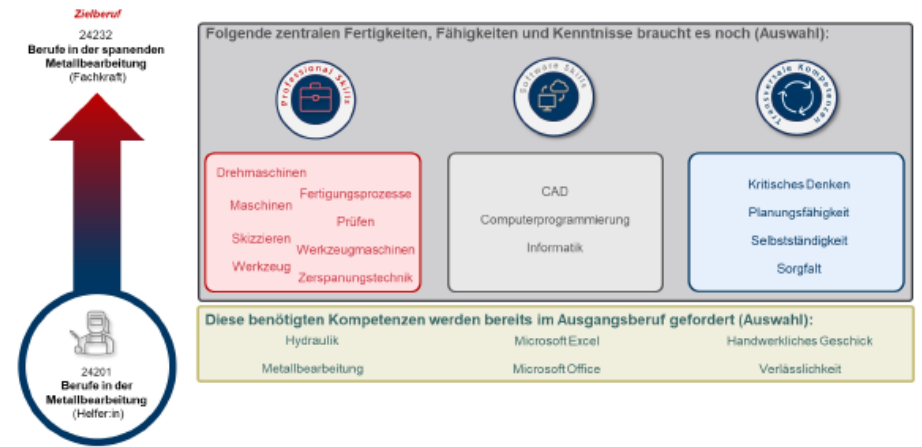 Zielberuf
24232
Berufe in der spanenden
Metallbearbeitung
(Fachkraft)
24201
Berufe in der
Metallbearbeitung
(Helfer:in)
Folgende zentralen Fertigkeiten, Fähigkeiten und Kenntnisse braucht es noch (Auswahl):
Professional Skills
Software Skills
Transversale Kompetenzen
Drehmaschinen
Fertigungsprozesse
Maschinen
Prüfen
Skizzieren
Werkzeugmaschinen
Werkzeug
Zerspanungstechnik
CAD
Computerprogrammierung
Informatik
Kritisches Denken
Planungsfähigkeit
Selbstständigkeit
Sorgfalt
Diese benötigten Kompetenzen werden bereits im Ausgangsberuf gefordert (Auswahl):
Hydraulik Microsoft Excel Handwerkliches Geschick
Metallbearbeitung Microsoft Office Verlässlichkeit